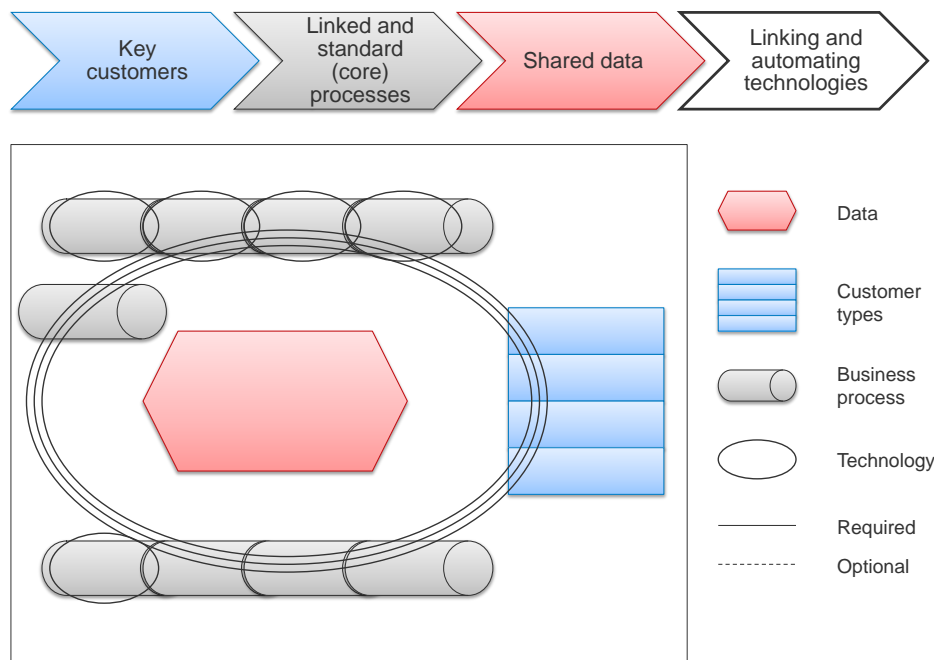 Key
customers
Linked and
standard
(core)
processes
Shared data
Linking and
automating
technologies
Data
Customer
types
Business
process
Technology
Required
Optional